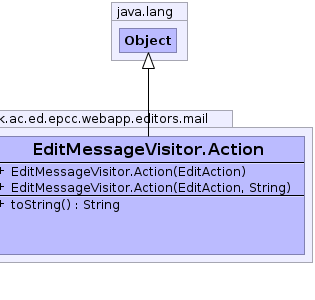 java.lang
Object
k.ac.ed.epcc.webapp.editors.mail
EditMessageVisitor.Action
+ EditMessageVisitor.Action(EditAction)
+ EditMessageVisitor.Action(EditAction, String)
+ toString() : String